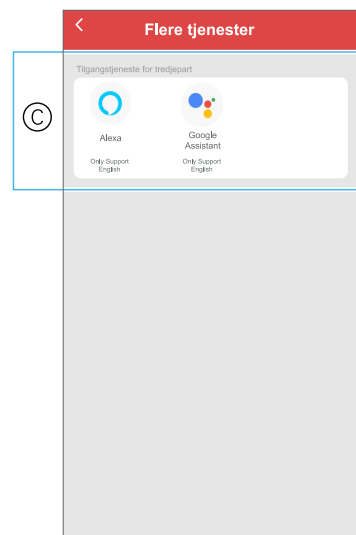 Flere tjenester
Tilgangstjeneste for tredjepart
©
Alexa
Google
Assistant
Only Support
English
Only Support
English